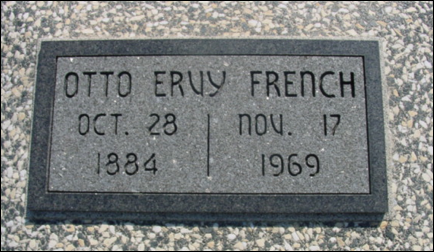 OTTO ERVY FRENCH
OCT. 28 NOV. 17
1884 1969